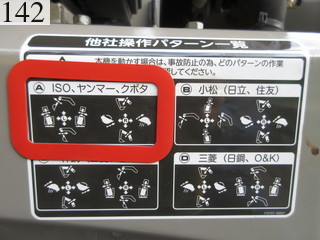 142
他社操作パターン一覧
本機を動かす場合は、事故防止の為、どのパターンの作業
してください。
A ISO、ヤンマー、クボタ
B 小松（日立、住友）
D 三菱（日鋼、O&K）